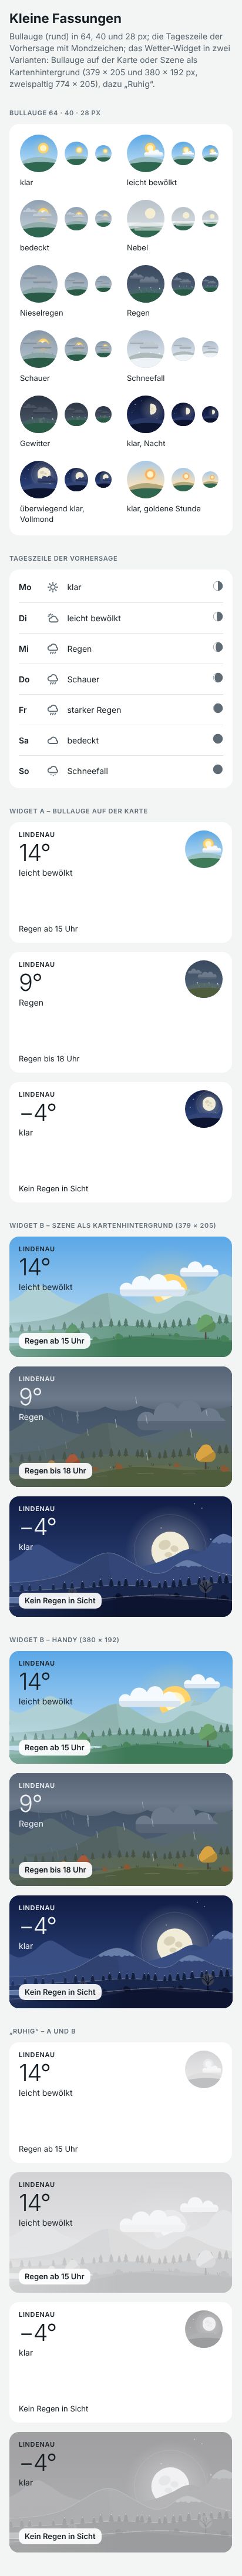 Kleine Fassungen
Bullauge (rund) in 64, 40 und 28 px; die Tageszeile der
Vorhersage mit Mondzeichen; das Wetter-Widget in zwei
Varianten: Bullauge auf der Karte oder Szene als
Kartenhintergrund (379 × 205 und 380 × 192 px,
zweispaltig 774 × 205), dazu „Ruhig“.
BULLAUGE 64 · 40 · 28 PX
klar
leicht bewölkt
bedeckt
Nebel
Nieselregen
Regen
Schauer
Schneefall
Gewitter
klar, Nacht
überwiegend klar,
Vollmond
klar, goldene Stunde
TAGESZEILE DER VORHERSAGE
Mo
Di leicht bewölkt
Mi Regen
Do Schauer
Fr starker Regen
Sa bedeckt
So Schneefall
WIDGET A – BULLAUGE AUF DER KARTE
LINDENAU
14°
leicht bewölkt
Regen ab 15 Uhr
LINDENAU
9°
Regen
Regen bis 18 Uhr
LINDENAU
−4°
klar
Kein Regen in Sicht
WIDGET B – SZENE ALS KARTENHINTERGRUND (379 × 205)
LINDENAU
14°
leicht bewölkt
Regen ab 15 Uhr
LINDENAU
9°
Regen
Regen bis 18 Uhr
LINDENAU
−4°
klar
Kein Regen in Sicht
WIDGET B – HANDY (380 × 192)
LINDENAU
14°
leicht bewölkt
Regen ab 15 Uhr
LINDENAU
9°
Regen
Regen bis 18 Uhr
LINDENAU
−4°
klar
Kein Regen in Sicht
„RUHIG“ – A UND B
LINDENAU
14°
leicht bewölkt
Regen ab 15 Uhr
LINDENAU
14°
leicht bewölkt
Regen ab 15 Uhr
LINDENAU
−4°
klar
Kein Regen in Sicht
LINDENAU
−4°
klar
Kein Regen in Sicht